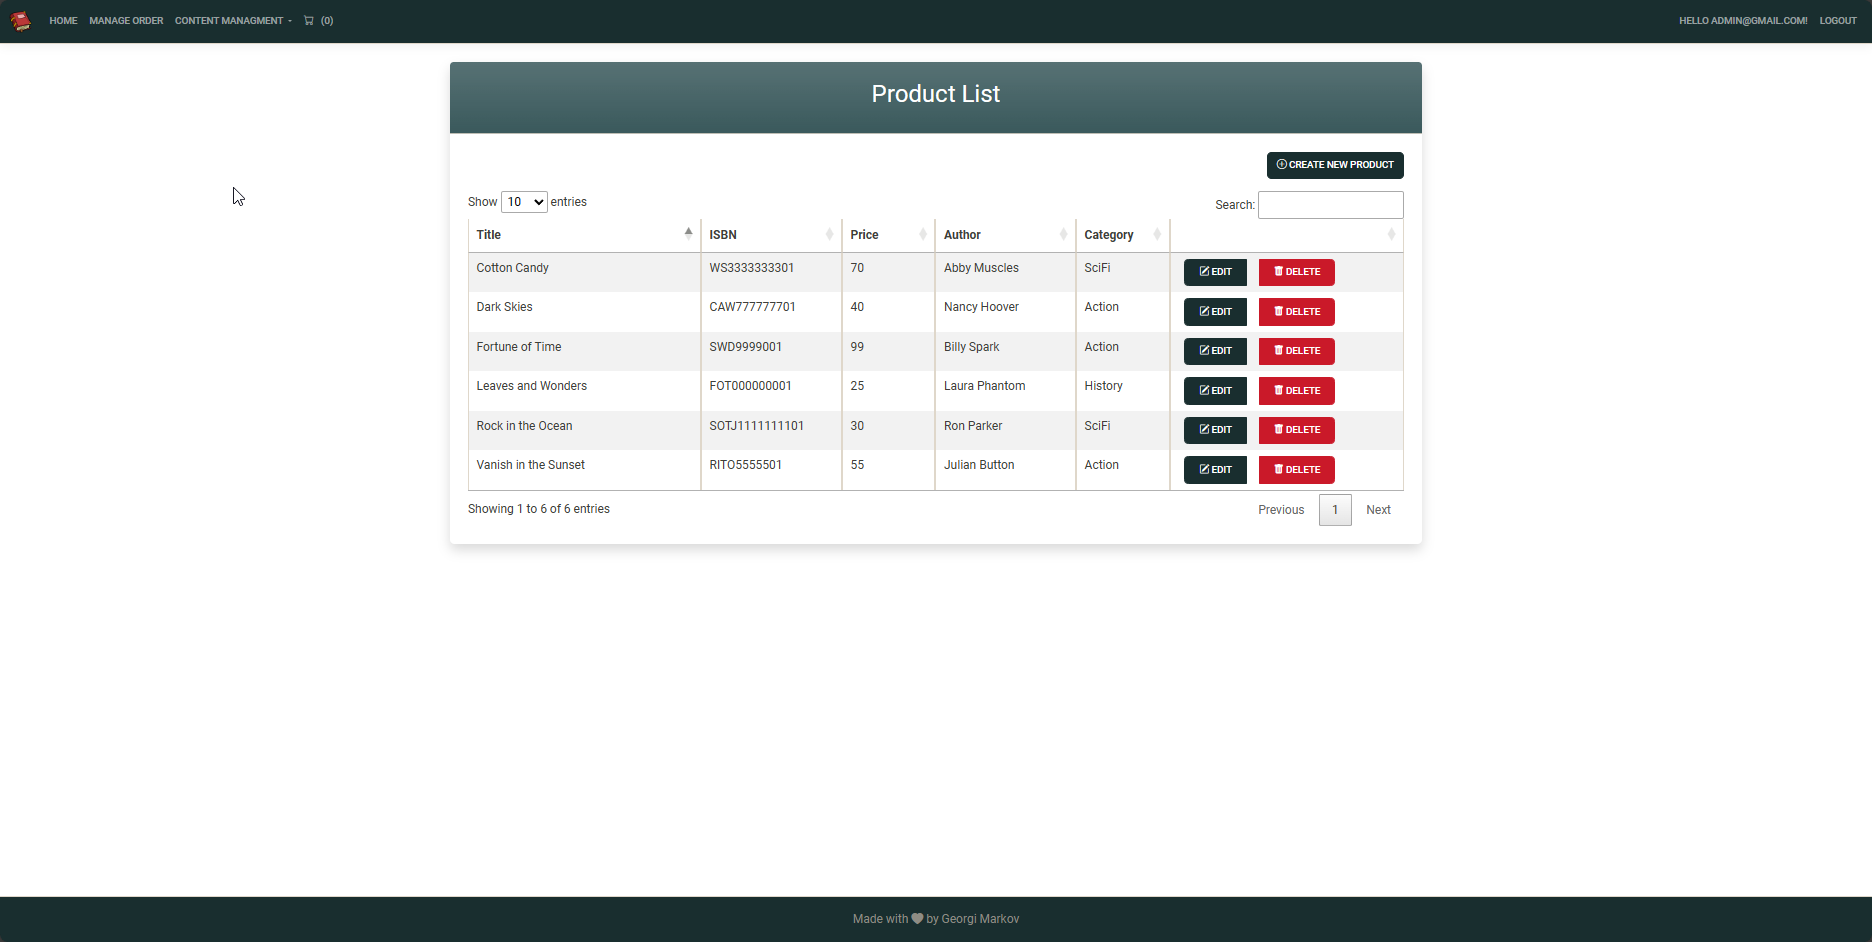 HOME MANAGE ORDER CONTENT MANAGMENT (0) HELLO ADMIN@GMAIL.COM! LOGOUT
Product List
CREATE NEW PRODUCT
Show 10 entries Search:
Title ISBN Price Author Category
Cotton Candy WS3333333301 70 Abby Muscles SciFi EDIT DELETE
Dark Skies CAW777777701 40 Nancy Hoover Action EDIT DELETE
Fortune of Time SWD9999001 99 Billy Spark Action EDIT DELETE
Leaves and Wonders FOT000000001 25 Laura Phantom History EDIT DELETE
Rock in the Ocean SOTJ1111111101 30 Ron Parker SciFi EDIT DELETE
Vanish in the Sunset RITO5555501 55 Julian Button Action EDIT DELETE
Showing 1 to 6 of 6 entries Previous 1 Next
Made with by Georgi Markov